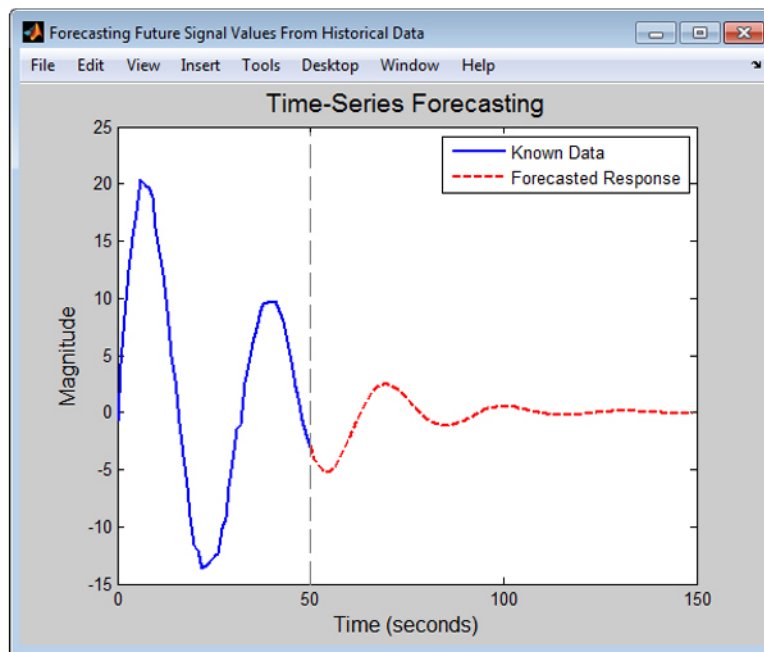 Forecasting Future Signal Values From Historical Data
File Edit View Insert Tools Desktop Window Help
Time-Series Forecasting
Known Data
Forecasted Response
Magnitude
25
20
15
10
5
0
-5
-10
-15
0 50 100 150
Time (seconds)